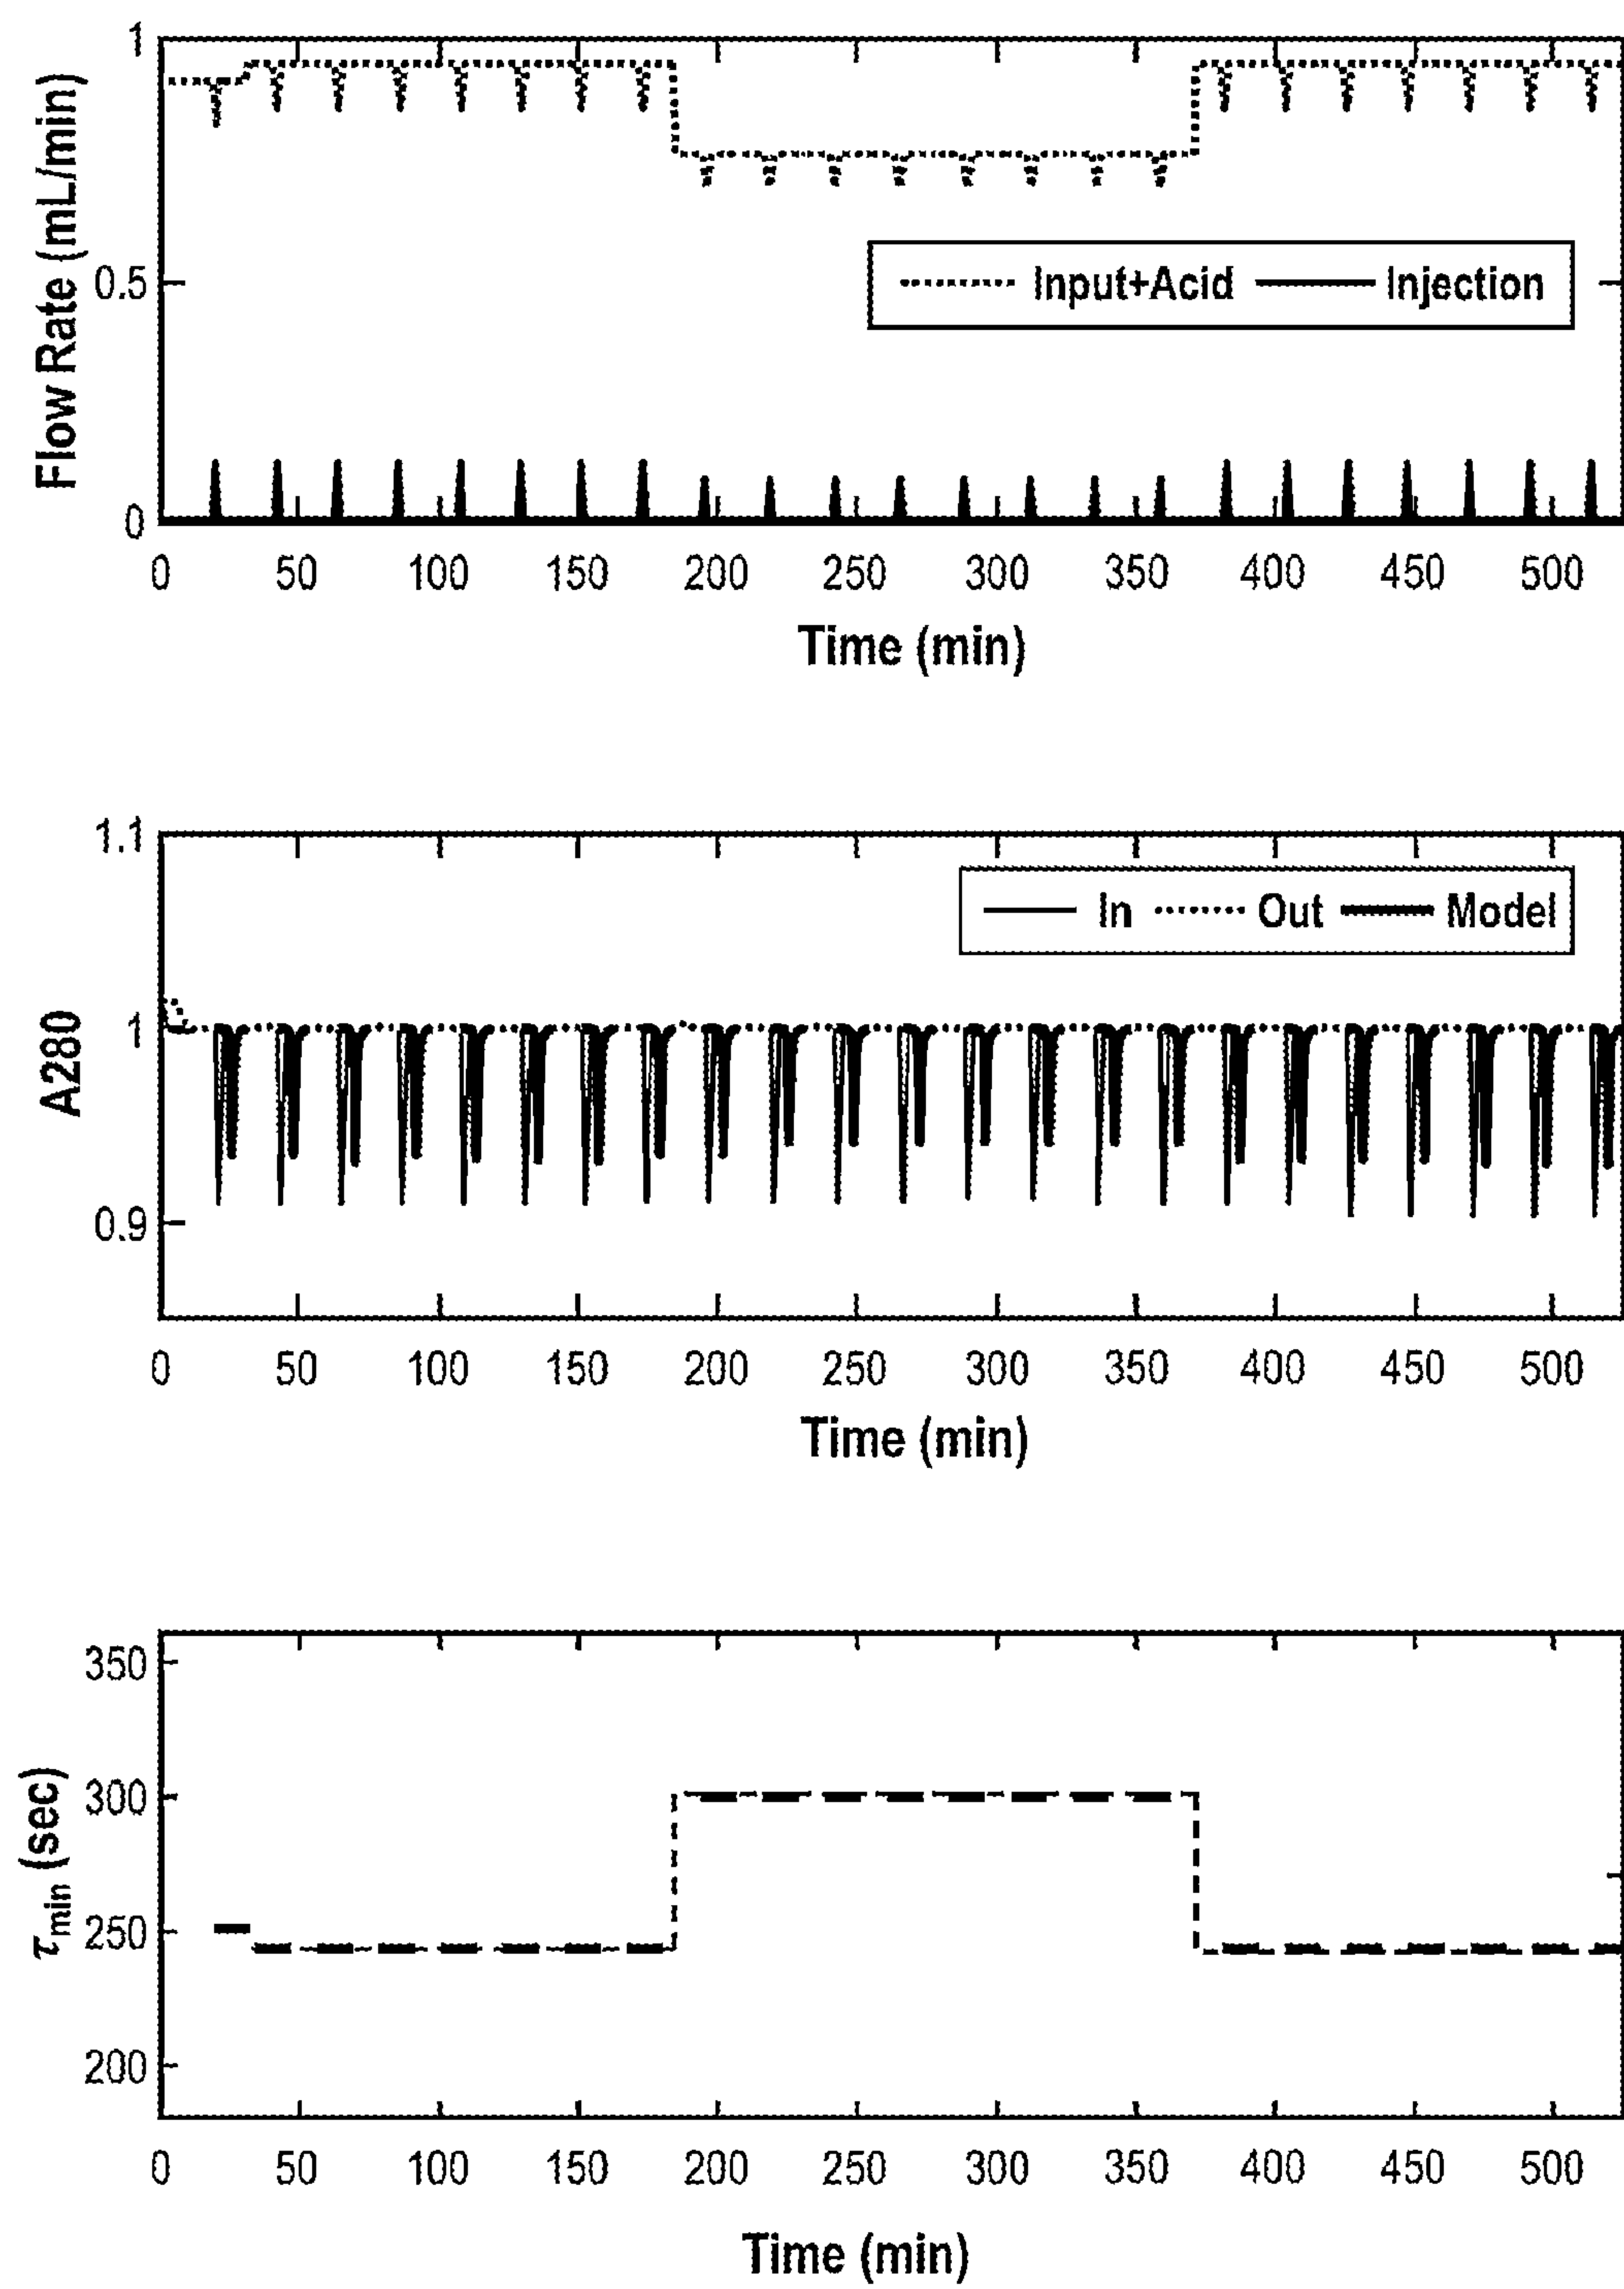 1
0.5
0
Flow Rate (mL/min)
Input+Acid Injection
0 50 100 150 200 250 300 350 400 450 500
Time (min)
1.1
1
0.9
A280
In Out Model
0 50 100 150 200 250 300 350 400 450 500
Time (min)
350
300
250
200
τmin (sec)
0 50 100 150 200 250 300 350 400 450 500
Time (min)